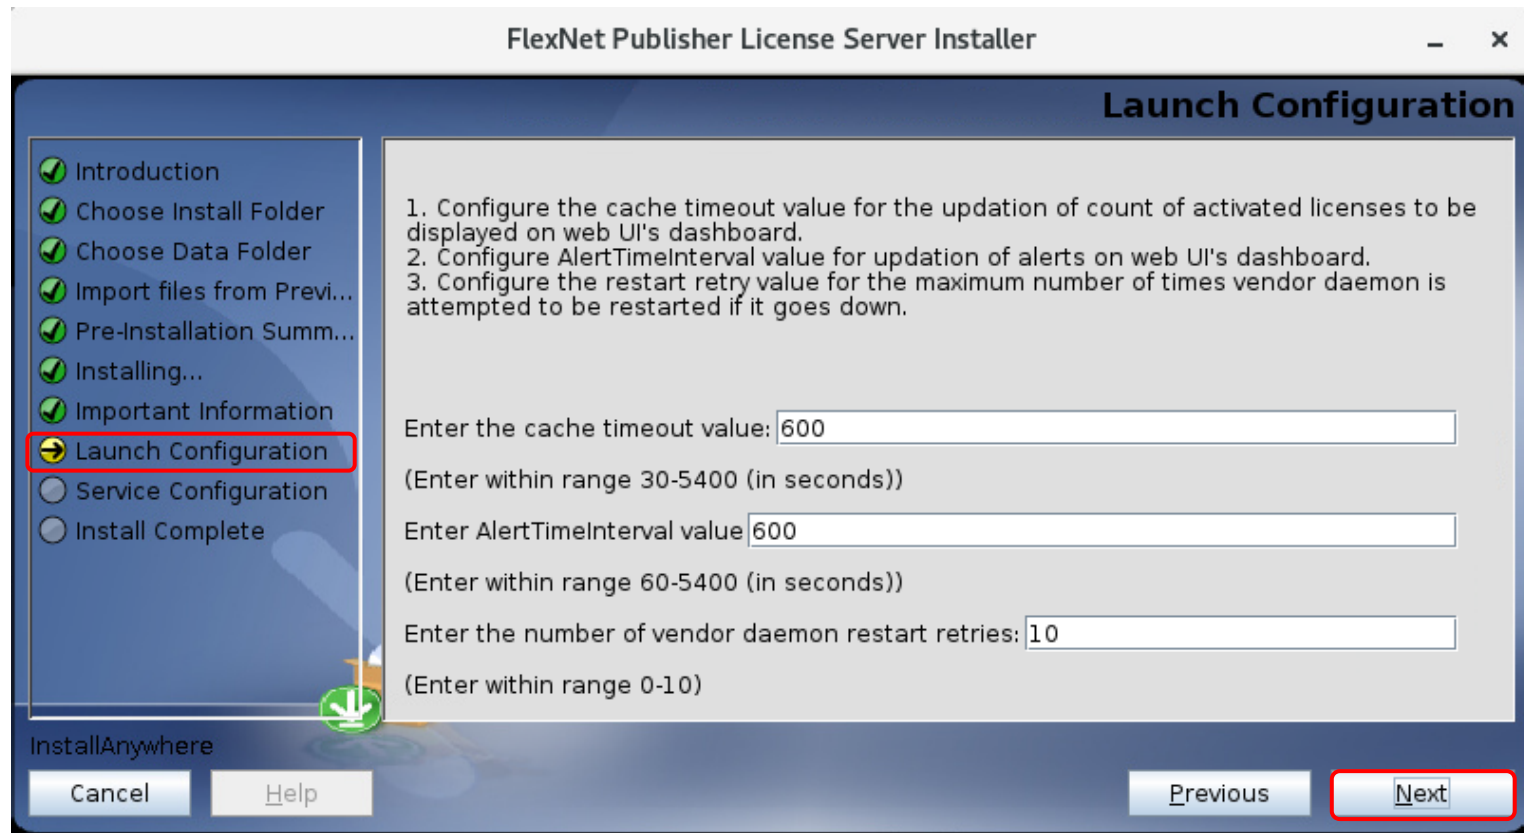 FlexNet Publisher License Server Installer
Launch Configuration
Introduction
Choose Install Folder
Choose Data Folder
Import files from Previ...
Pre-Installation Summ...
Installing...
Important Information
Launch Configuration
Service Configuration
Install Complete
1. Configure the cache timeout value for the updation of count of activated licenses to be
displayed on web UI's dashboard.
2. Configure AlertTimeInterval value for updation of alerts on web UI's dashboard.
3. Configure the restart retry value for the maximum number of times vendor daemon is
attempted to be restarted if it goes down.
Enter the cache timeout value: 600
(Enter within range 30-5400 (in seconds))
Enter AlertTimeInterval value 600
(Enter within range 60-5400 (in seconds))
Enter the number of vendor daemon restart retries: 10
(Enter within range 0-10)
InstallAnywhere
Cancel Help Previous Next